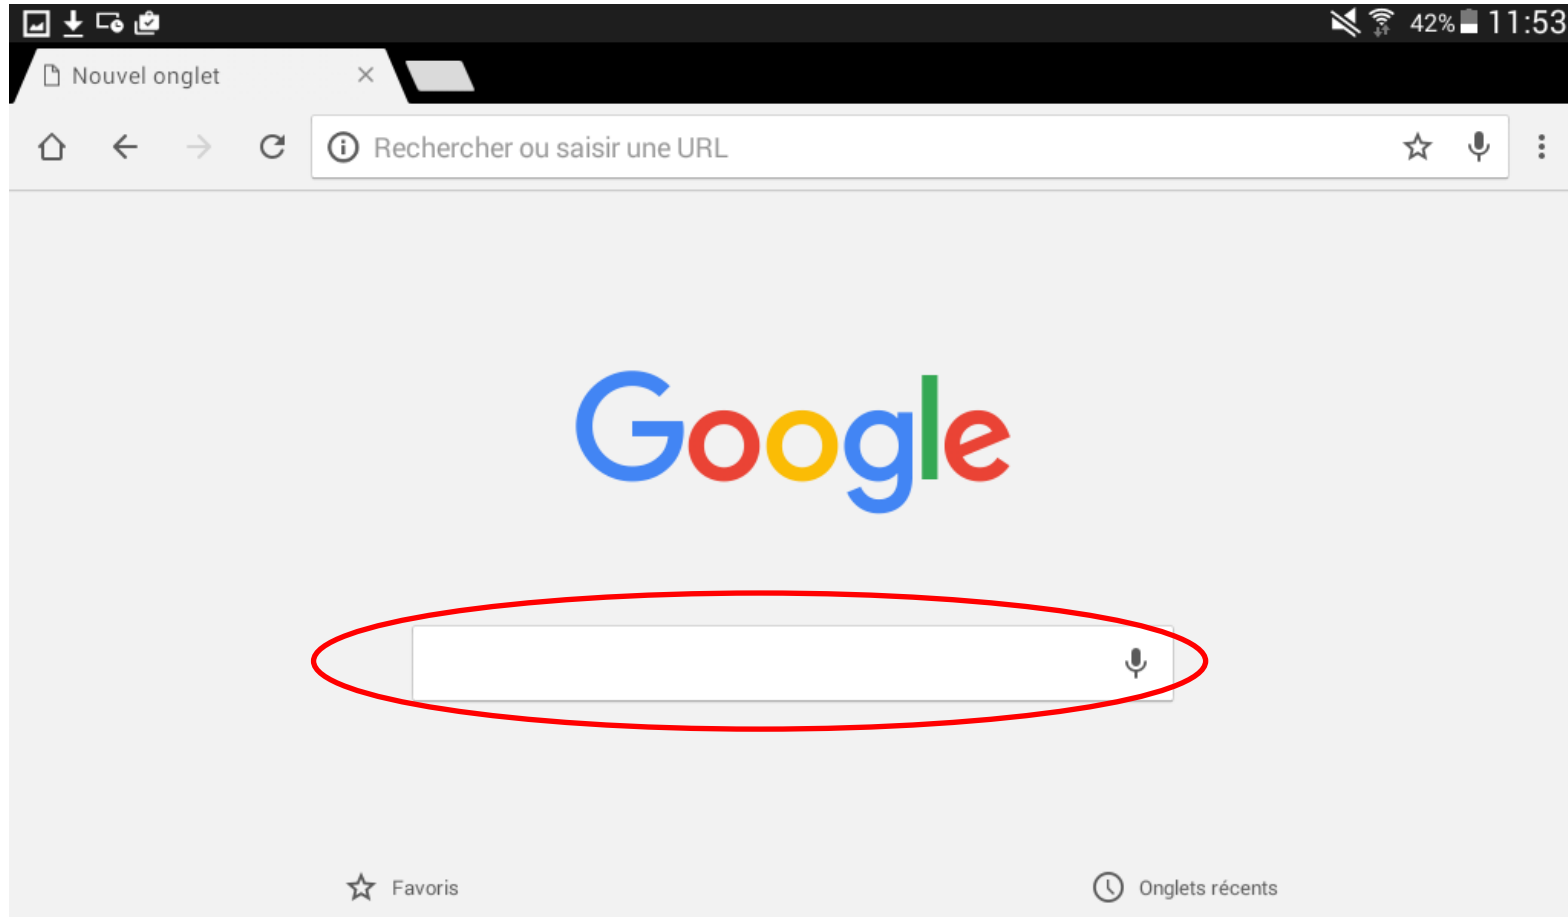 42% 11:53
Nouvel onglet
Rechercher ou saisir une URL
Google
Favoris
Onglets récents